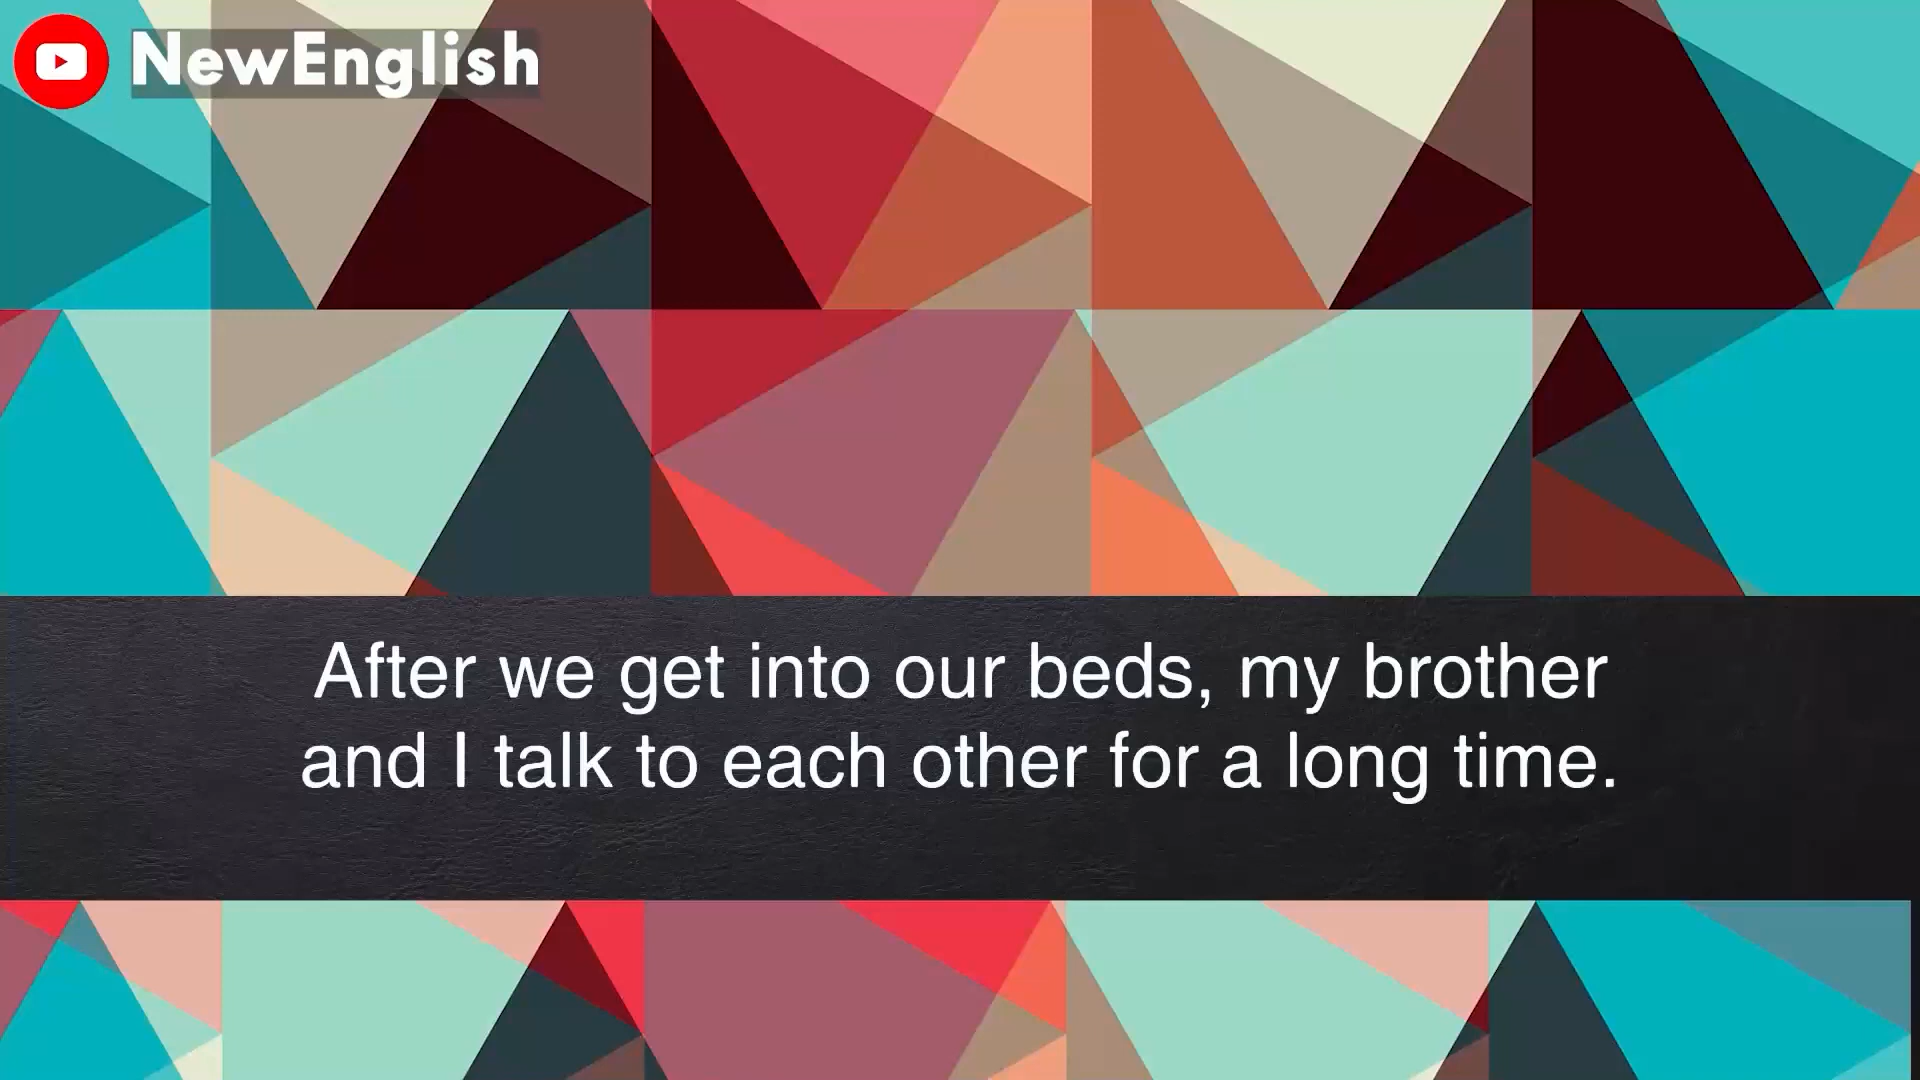 NewEnglish
After we get into our beds, my brother
and I talk to each other for a long time.